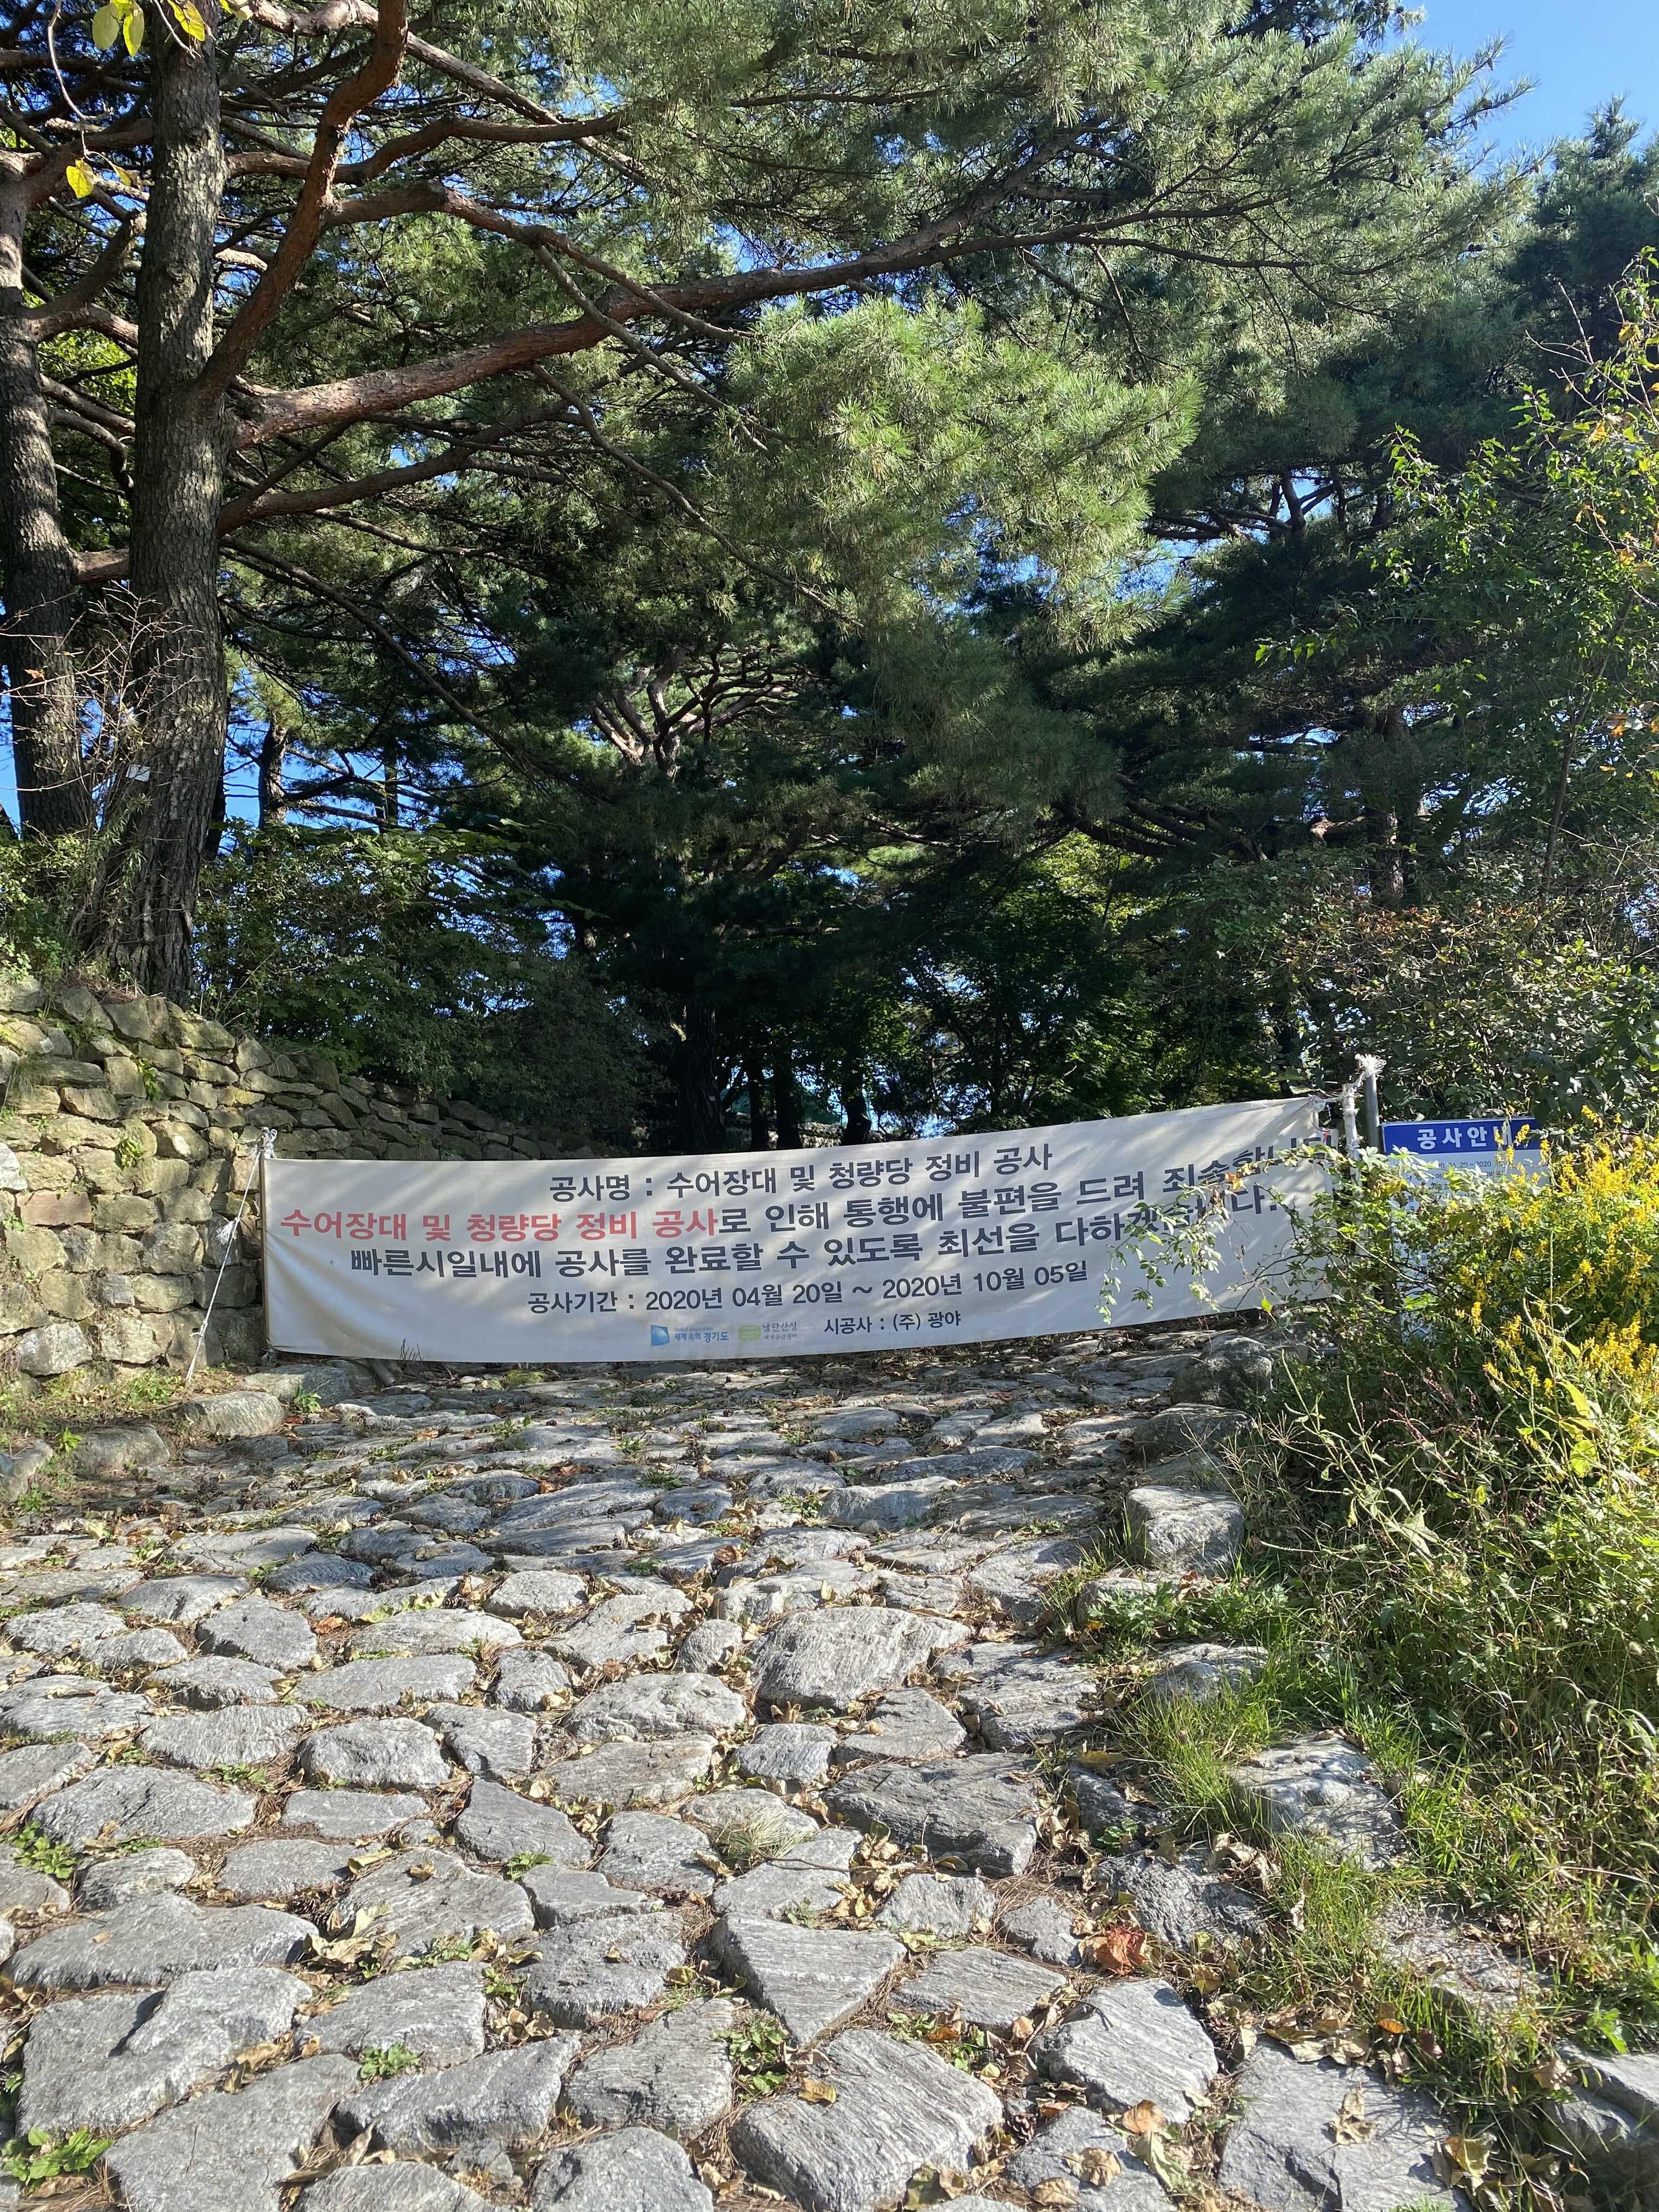 공사명 : 수어장대 및 청량당 정비 공사
수어장대 및 청량당 정비 공사로 인해 통행에 불편을 드려 죄송합니다
빠른시일내에 공사를 완료할 수 있도록 최선을 다하겠습니다.
공사기간 : 2020년 04월 20일 ~ 2020년 10월 05일
세계속의 경기도
남한산성
세계유산센터
시공사 : (주) 광야
공사안내